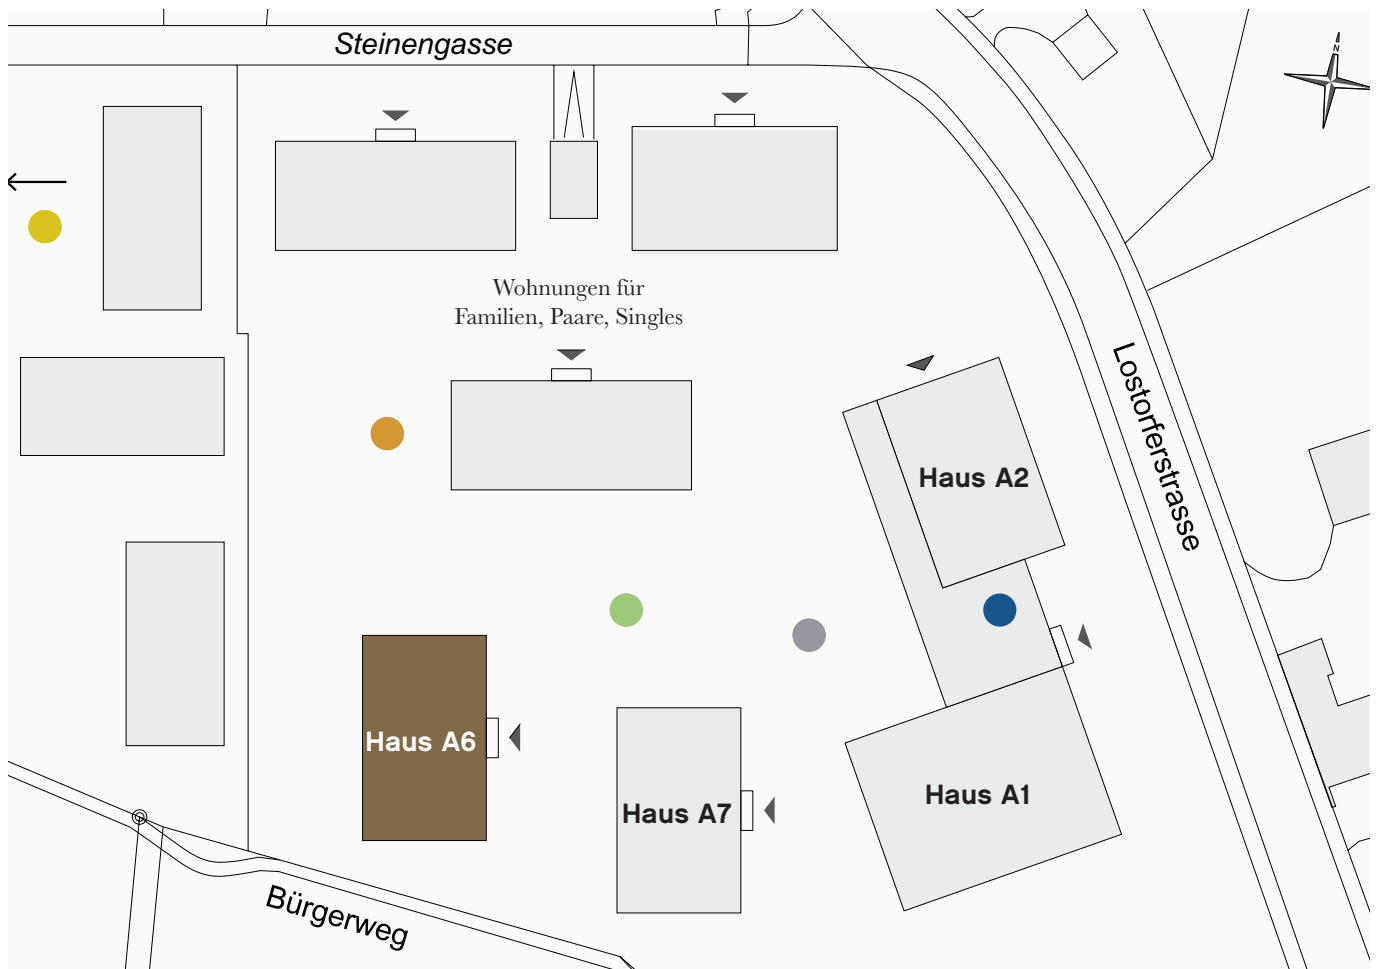 Steinengasse
N
Wohnungen für
Familien, Paare, Singles
Lostorferstrasse
Haus A2
Haus A6
Haus A7
Haus A1
Bürgerweg